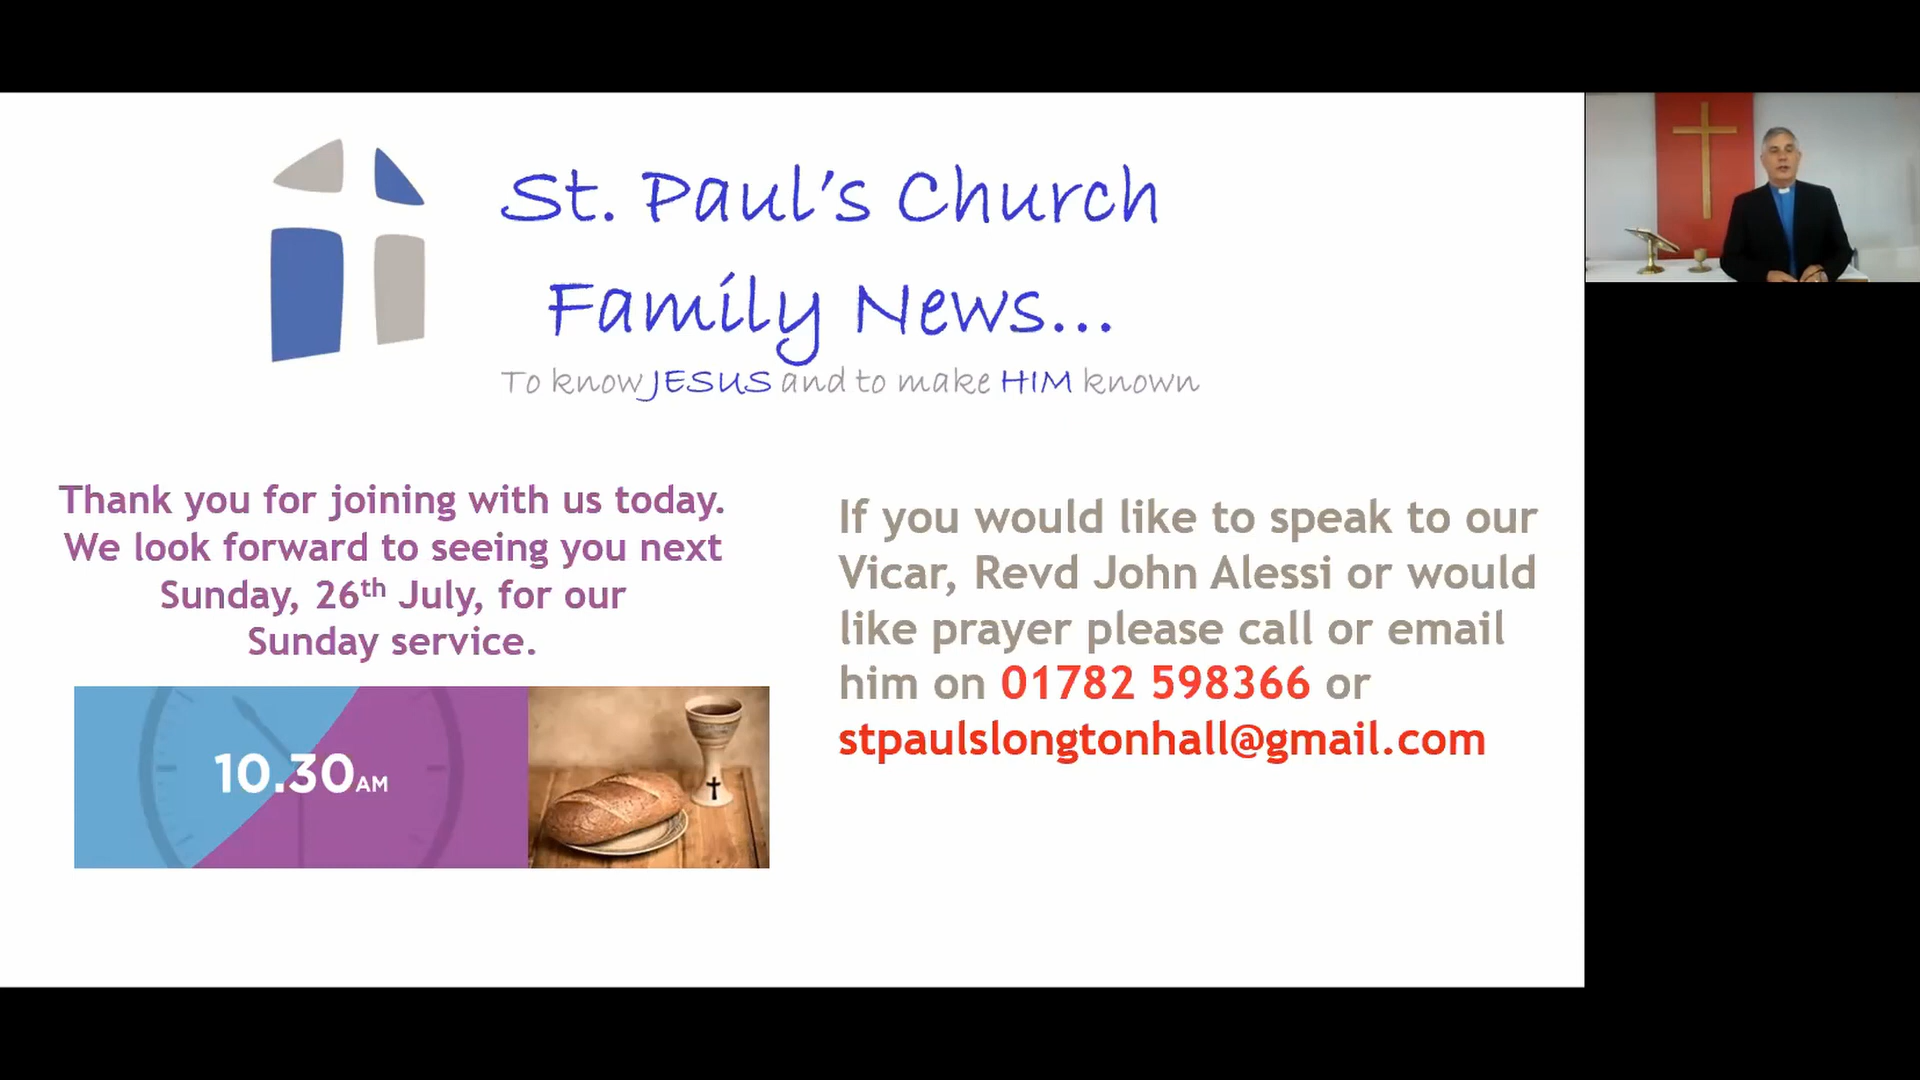 St. Paul's Church
Family News...
To know JESUS and to make HIM known
Thank you for joining with us today.
We look forward to seeing you next
Sunday, 26th July, for our
Sunday service.
10.30AM
If you would like to speak to our
Vicar, Revd John Alessi or would
like prayer please call or email
him on 01782 598366 or
stpaulslongtonhall@gmail.com